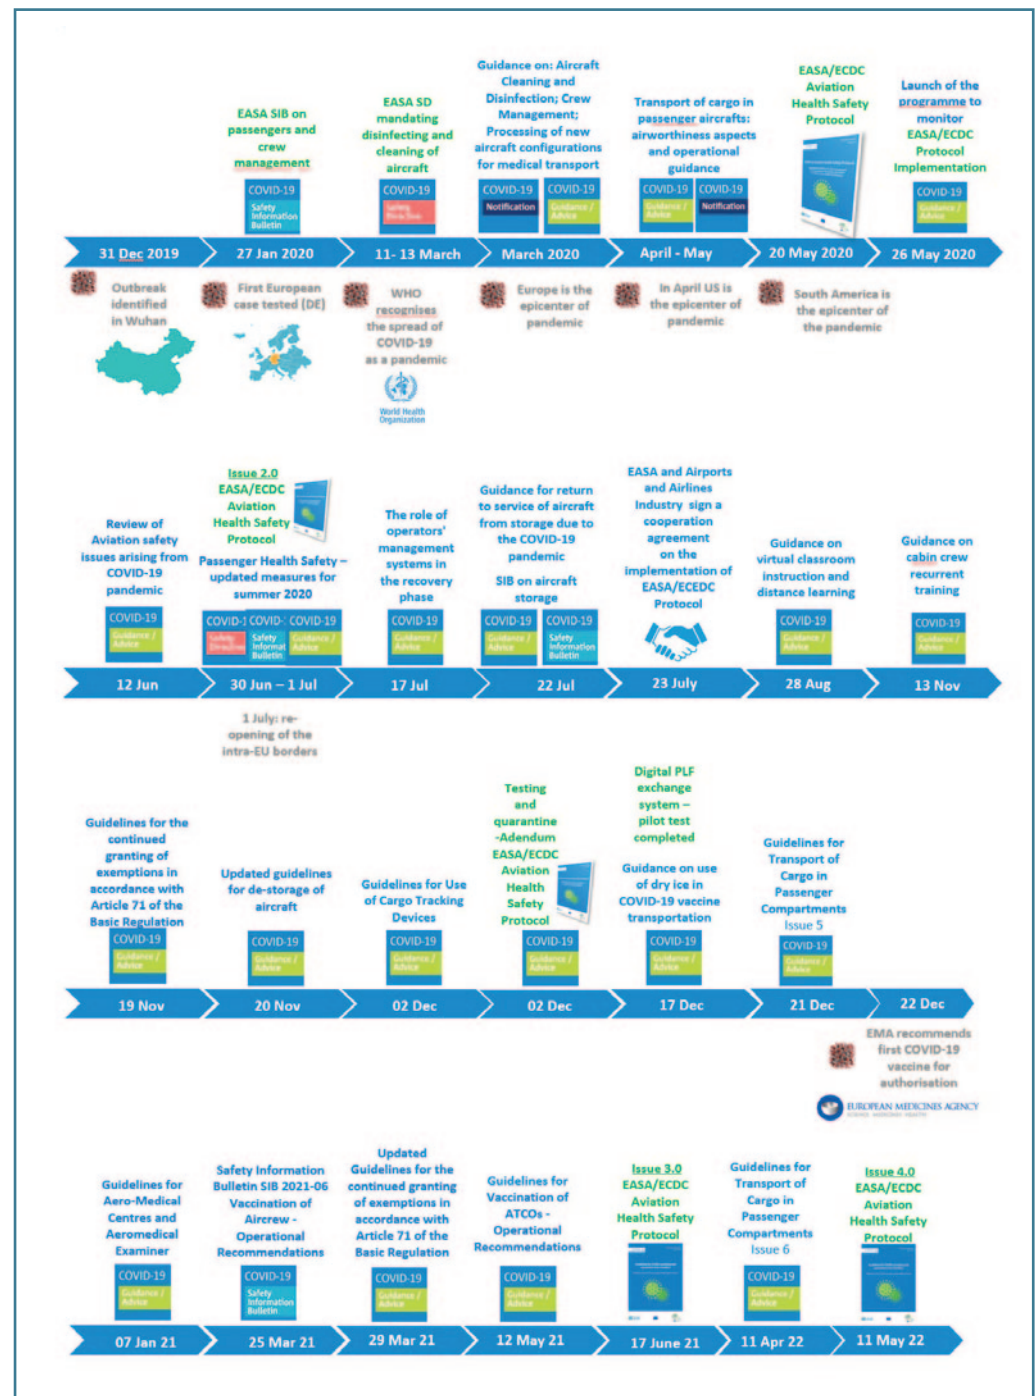 EASA SIB on
passengers and
crew
management
COVID-19
Safety
Information
Bulletin
EASA SD
mandating
disinfecting and
cleaning of
aircraft
COVID-19
Safety
Directive
Guidance on: Aircraft
Cleaning and
Disinfection; Crew
Management;
Processing of new
aircraft configurations
for medical transport
COVID-19
Notification
COVID-19
Guidance /
Advice
Transport of cargo in
passenger aircrafts:
airworthiness aspects
and operational
guidance
COVID-19
Guidance /
Advice
COVID-19
Notification
EASA/ECDC
Aviation
Health Safety
Protocol
Launch of the
programme to
monitor
EASA/ECDC
Protocol
Implementation
COVID-19
Guidance /
Advice
31 Dec 2019
27 Jan 2020
11- 13 March
March 2020
April - May
20 May 2020
26 May 2020
Outbreak
identified
in Wuhan
First European
case tested (DE)
WHO
recognises
the spread of
COVID-19
as a pandemic
World Health
Organization
Europe is the
epicenter of
pandemic
In April US is
the epicenter of
pandemic
South America is
the epicenter of
the pandemic
Review of
Aviation safety
issues arising from
COVID-19
pandemic
COVID-19
Guidance /
Advice
Issue 2.0
EASA/ECDC
Aviation
Health Safety
Protocol
Passenger Health Safety –
updated measures for
summer 2020
COVID-1
Safety
Directive
COVID-
Safety
Informati
Bulletin
COVID-19
Guidance /
Advice
The role of
operators'
management
systems in
the recovery
phase
COVID-19
Guidance /
Advice
Guidance for return
to service of aircraft
from storage due to
the COVID-19
pandemic
SIB on aircraft
storage
COVID-19
Guidance /
Advice
COVID-19
Safety
Information
Bulletin
EASA and Airports
and Airlines
Industry sign a
cooperation
agreement
on the
implementation of
EASA/ECEDC
Protocol
Guidance on
virtual classroom
instruction and
distance learning
COVID-19
Guidance /
Advice
Guidance on
cabin crew
recurrent
training
COVID-19
Guidance /
Advice
12 Jun
30 Jun – 1 Jul
17 Jul
22 Jul
23 July
28 Aug
13 Nov
1 July: re-
opening of the
intra-EU borders
Guidelines for the
continued
granting of
exemptions in
accordance with
Article 71 of the
Basic Regulation
COVID-19
Guidance /
Advice
Updated guidelines
for de-storage of
aircraft
COVID-19
Guidance /
Advice
Guidelines for Use
of Cargo Tracking
Devices
COVID-19
Guidance /
Advice
Testing
and
quarantine
-Adendum
EASA/ECDC
Aviation
Health
Safety
Protocol
COVID-19
Guidance /
Advice
Digital PLF
exchange
system –
pilot test
completed
Guidance on use
of dry ice in
COVID-19 vaccine
transportation
COVID-19
Guidance /
Advice
Guidelines for
Transport of
Cargo in
Passenger
Compartments
Issue 5
COVID-19
Guidance /
Advice
19 Nov
20 Nov
02 Dec
02 Dec
17 Dec
21 Dec
22 Dec
EMA recommends
first COVID-19
vaccine for
authorisation
EUROPEAN MEDICINES AGENCY
SCIENCE MEDICINES HEALTH
Guidelines for
Aero-Medical
Centres and
Aeromedical
Examiner
COVID-19
Guidance /
Advice
Safety Information
Bulletin SIB 2021-06
Vaccination of
Aircrew -
Operational
Recommendations
COVID-19
Safety
Information
Bulletin
Updated
Guidelines for the
continued granting
of exemptions in
accordance with
Article 71 of the
Basic Regulation
COVID-19
Guidance /
Advice
Guidelines for
Vaccination of
ATCOs -
Operational
Recommendations
COVID-19
Guidance /
Advice
Issue 3.0
EASA/ECDC
Aviation
Health Safety
Protocol
Guidelines for
Transport of
Cargo in
Passenger
Compartments
Issue 6
COVID-19
Guidance /
Advice
Issue 4.0
EASA/ECDC
Aviation
Health Safety
Protocol
07 Jan 21
25 Mar 21
29 Mar 21
12 May 21
17 June 21
11 Apr 22
11 May 22